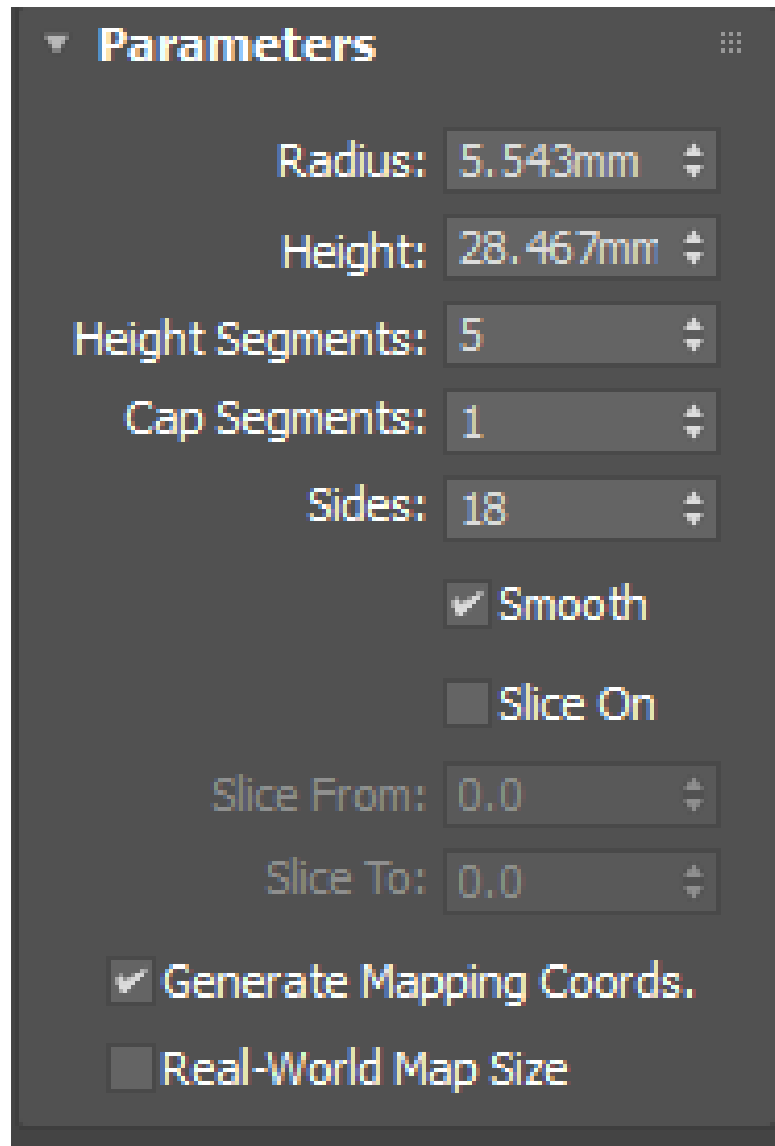 Parameters
Radius: 5.543mm
Height: 28.467mm
Height Segments: 5
Cap Segments: 1
Sides: 18
Smooth
Slice On
Slice From: 0.0
Slice To: 0.0
Generate Mapping Coords.
Real-World Map Size